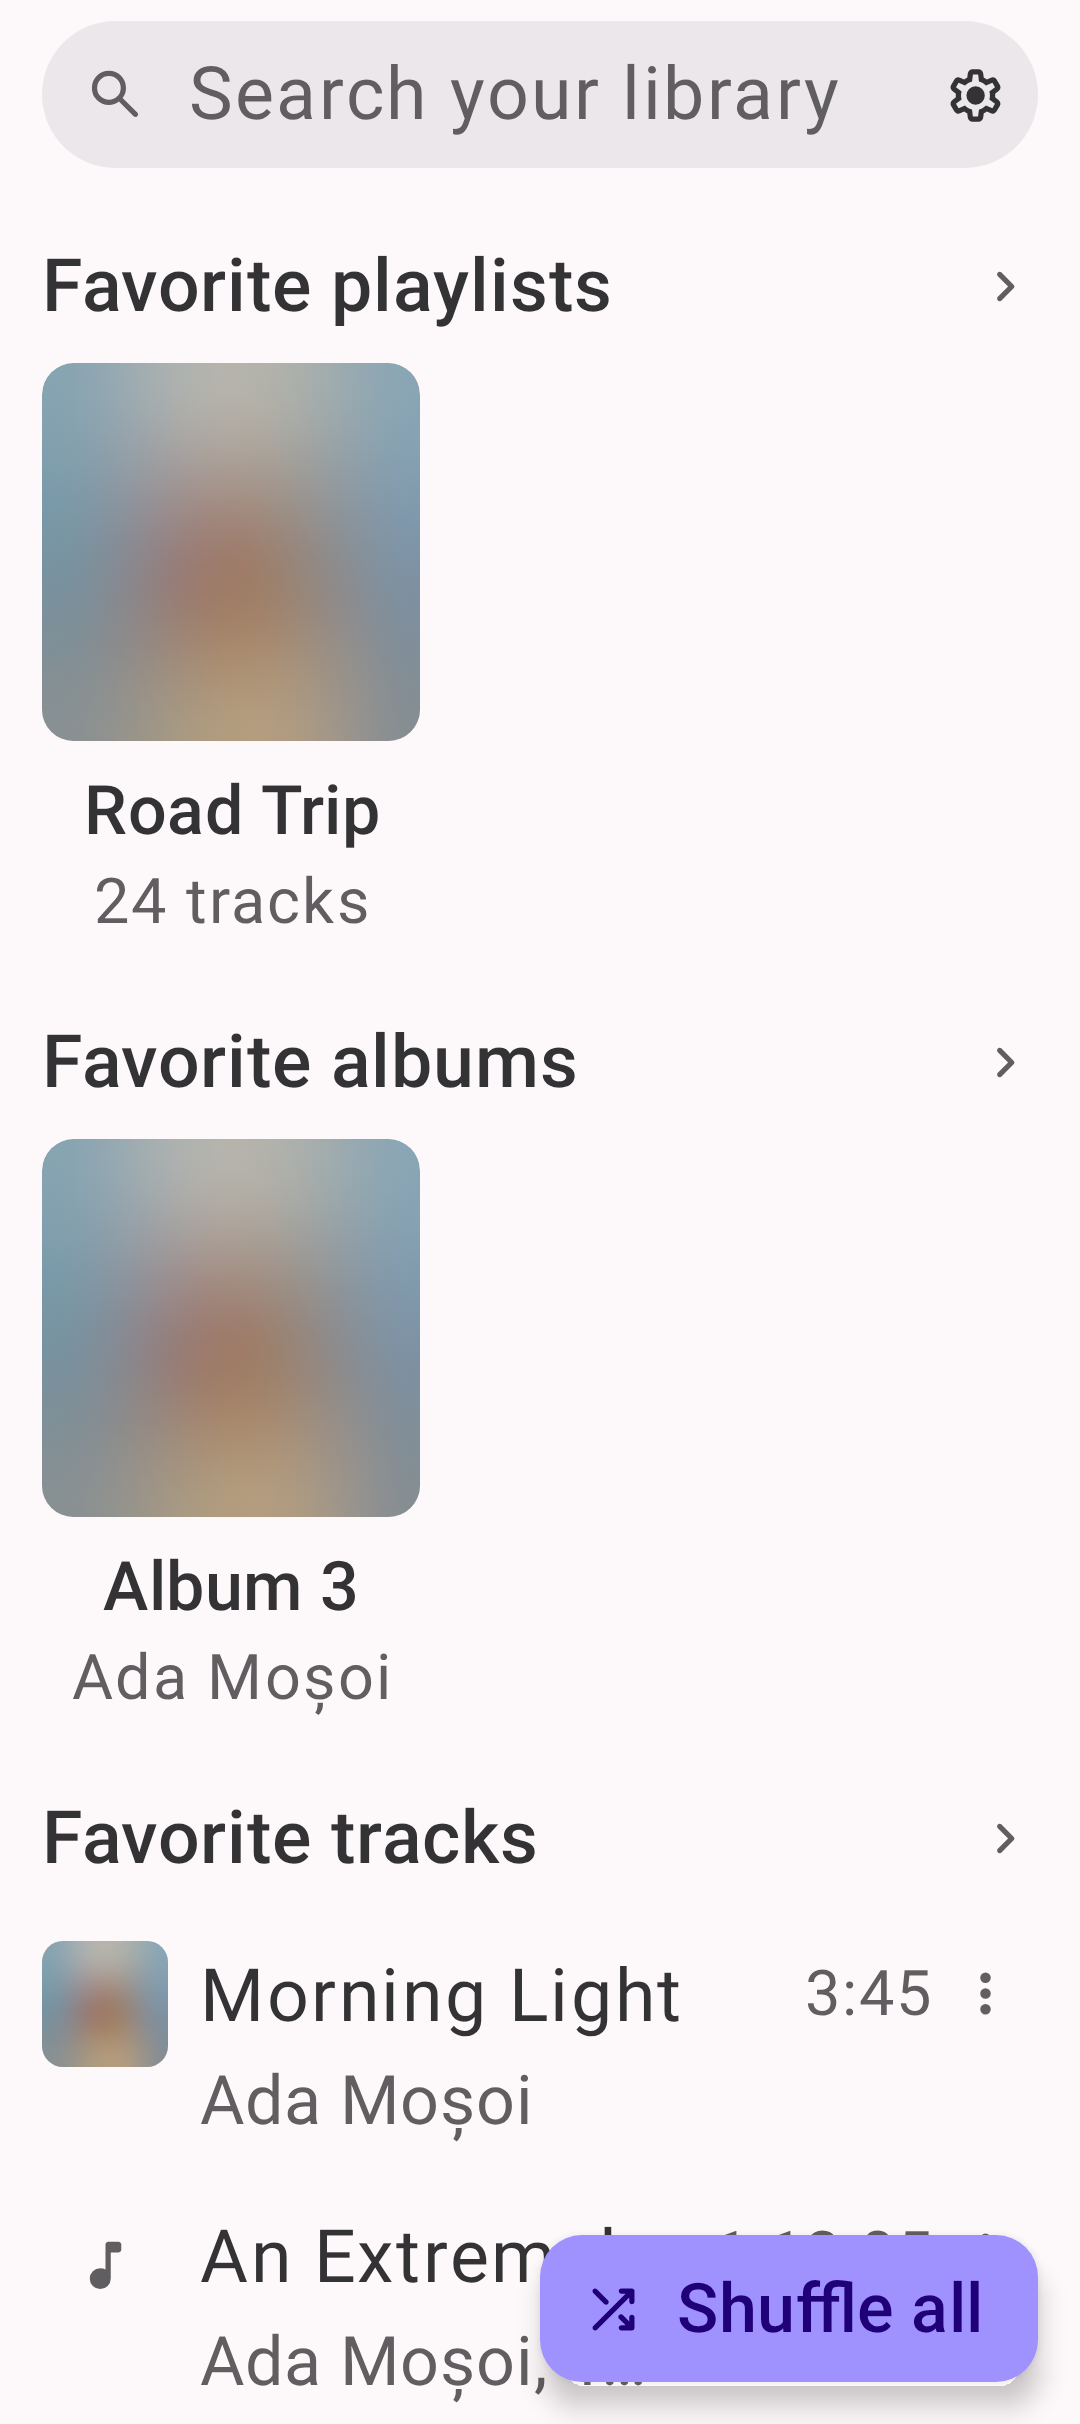 Search your library
Favorite playlists
Road Trip
24 tracks
Favorite albums
Album 3
Ada Moșoi
Favorite tracks
Morning Light
3:45
Ada Moșoi
An
Shuffle all
Ada Moșoi,